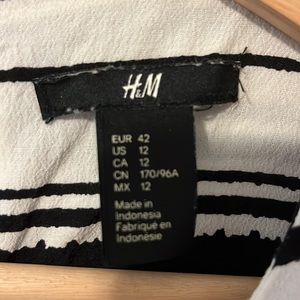 H&M
EUR 42
US 12
CA 12
CN 170/96A
MX 12
Made in
Indonesia
Fabriqué en
Indonésie